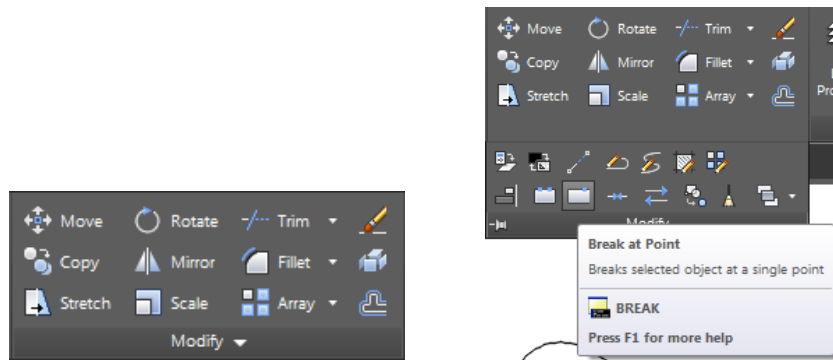 Move Rotate Trim
Copy Mirror Fillet
Stretch Scale Array
Modify
Move Rotate Trim
Copy Mirror Fillet
Stretch Scale Array
Modify
Break at Point
Breaks selected object at a single point
BREAK
Press F1 for more help